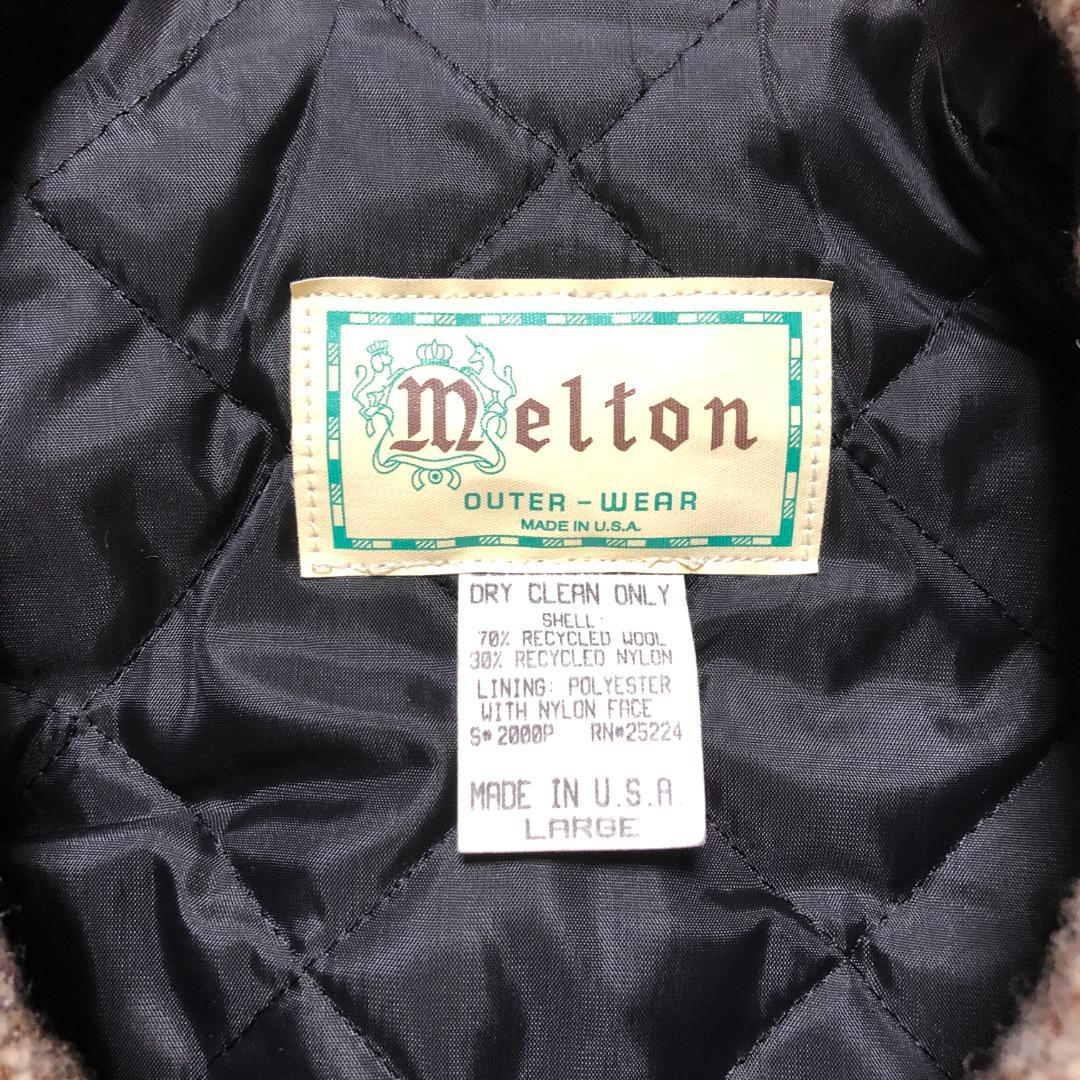 Melton
OUTER-WEAR
MADE IN U.S.A.
DRY CLEAN ONLY
SHELL:
70% RECYCLED WOOL
30% RECYCLED NYLON
LINING: POLYESTER
WITH NYLON FACE
S#2000P RN#25224
MADE IN U.S.A
LARGE